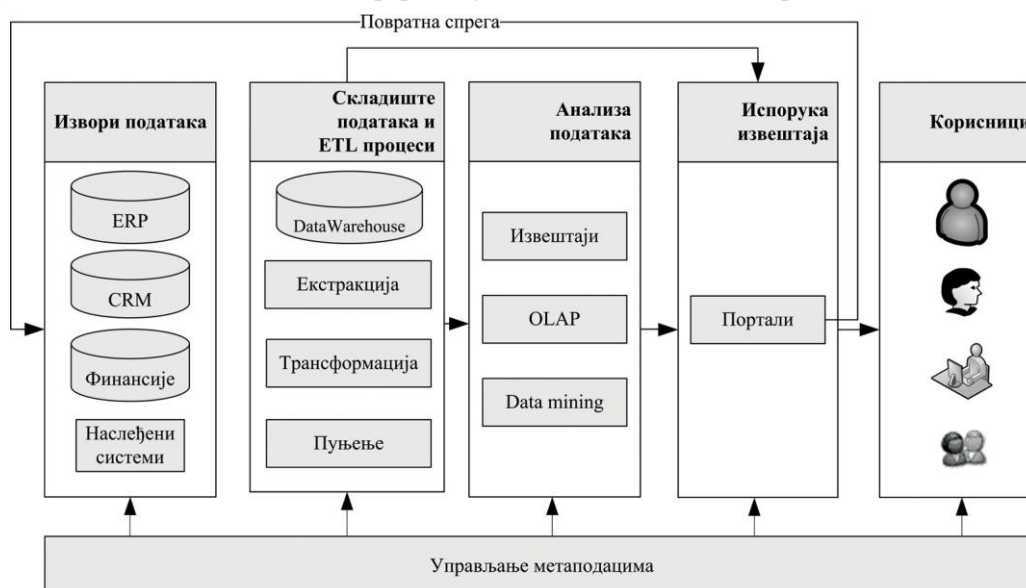 Повратна спрега
Извори података
ERP
CRM
Финансије
Наслеђени
системи
Складиште
података и
ETL процеси
DataWarehouse
Екстракција
Трансформација
Пуњење
Анализа
података
Извештаји
OLAP
Data mining
Испорука
извештаја
Портали
Корисници
Управљање метаподацима